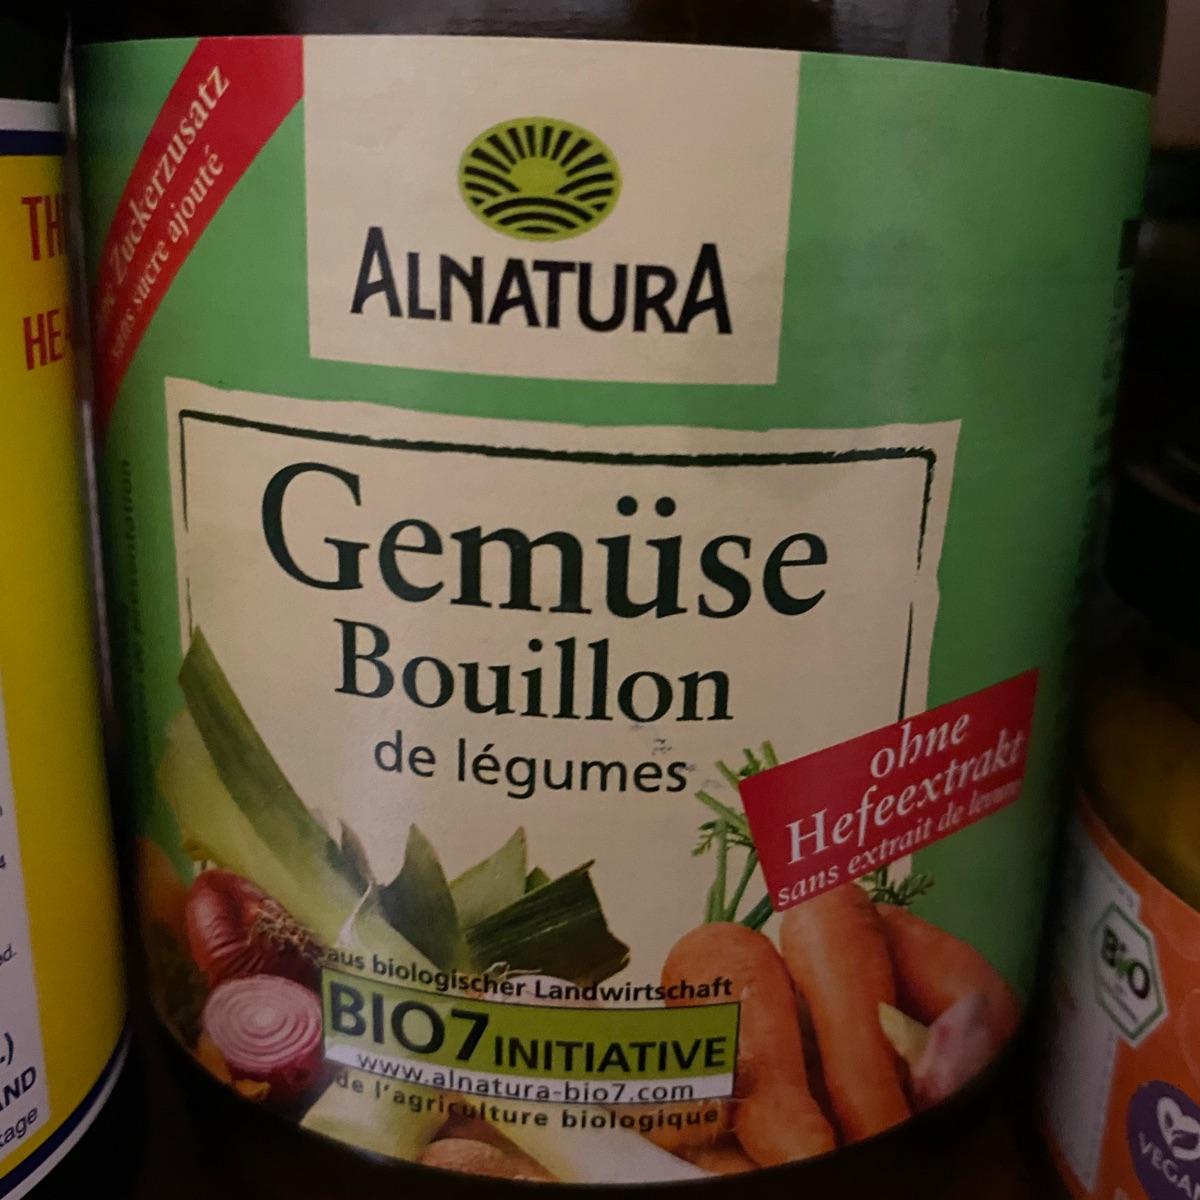 Zuckerzusatz
sans sucre ajouté
ALNATURA
Gemüse
Bouillon
de légumes
ohne
Hefeextrakt
sans extrait de levure
aus biologischer Landwirtschaft
BIO7 INITIATIVE
www.alnatura-bio7.com
de l'agriculture biologique
BIO